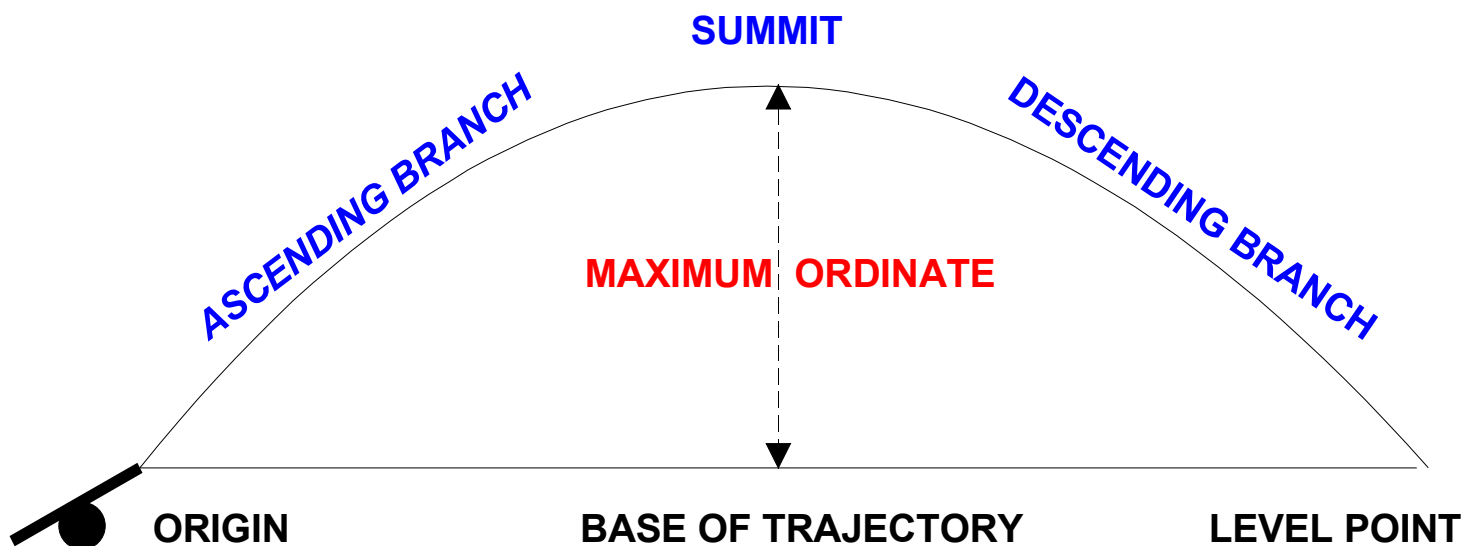 SUMMIT
ASCENDING BRANCH
DESCENDING BRANCH
MAXIMUM ORDINATE
ORIGIN
BASE OF TRAJECTORY
LEVEL POINT